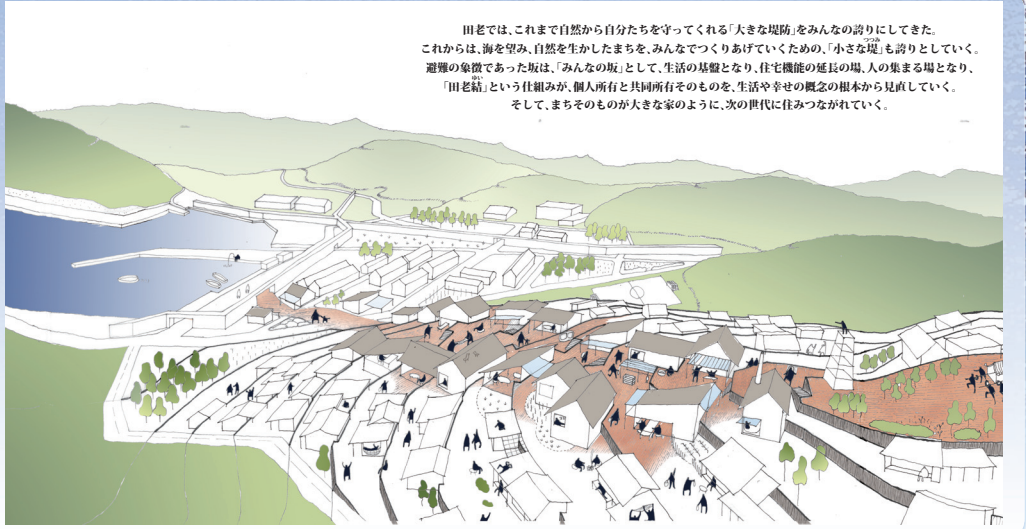 田老では、これまで自然から自分たちを守ってくれる「大きな堤防」をみんなの誇りにしてきた。
これからは、海を望み、自然を生かしたまちを、みんなでつくりあげていくための、「小さな堤」も誇りとしていく。
避難の象徴であった坂は、「みんなの坂」として、生活の基盤となり、住宅機能の延長の場、人の集まる場となり、
「田老結」という仕組みが、個人所有と共同所有そのものを、生活や幸せの概念の根本から見直していく。
そして、まちそのものが大きな家のように、次の世代に住みつながれていく。